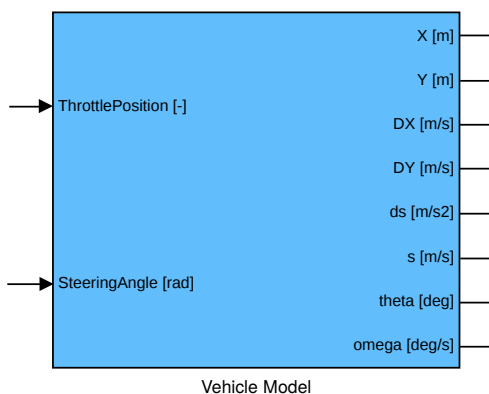 X [m]
Y [m]
ThrottlePosition [-]
DX [m/s]
DY [m/s]
ds [m/s2]
s [m/s]
SteeringAngle [rad]
theta [deg]
omega [deg/s]
Vehicle Model